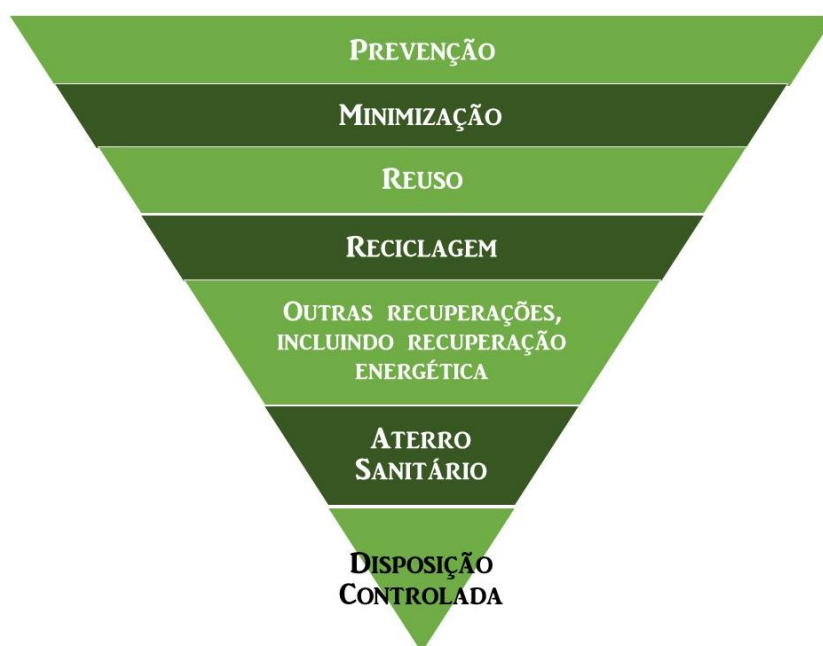 PREVENÇÃO
MINIMIZAÇÃO
REUSO
RECICLAGEM
OUTRAS RECUPERAÇÕES,
INCLUINDO RECUPERAÇÃO
ENERGÉTICA
ATERRO
SANITÁRIO
DISPOSIÇÃO
CONTROLADA